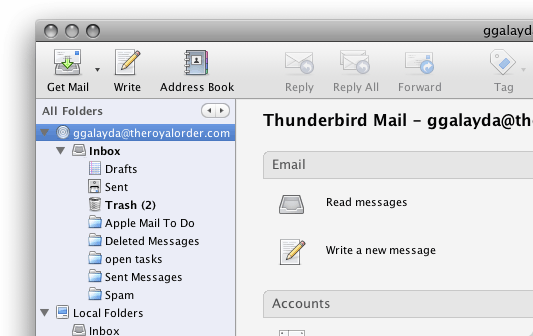 ggalayda
Get Mail
Write
Address Book
Reply
Reply All
Forward
Tag
All Folders
ggalayda@theroyalorder.com
Inbox
Drafts
Sent
Trash (2)
Apple Mail To Do
Deleted Messages
open tasks
Sent Messages
Spam
Local Folders
Inbox
Thunderbird Mail – ggalayda@th
Email
Read messages
Write a new message
Accounts